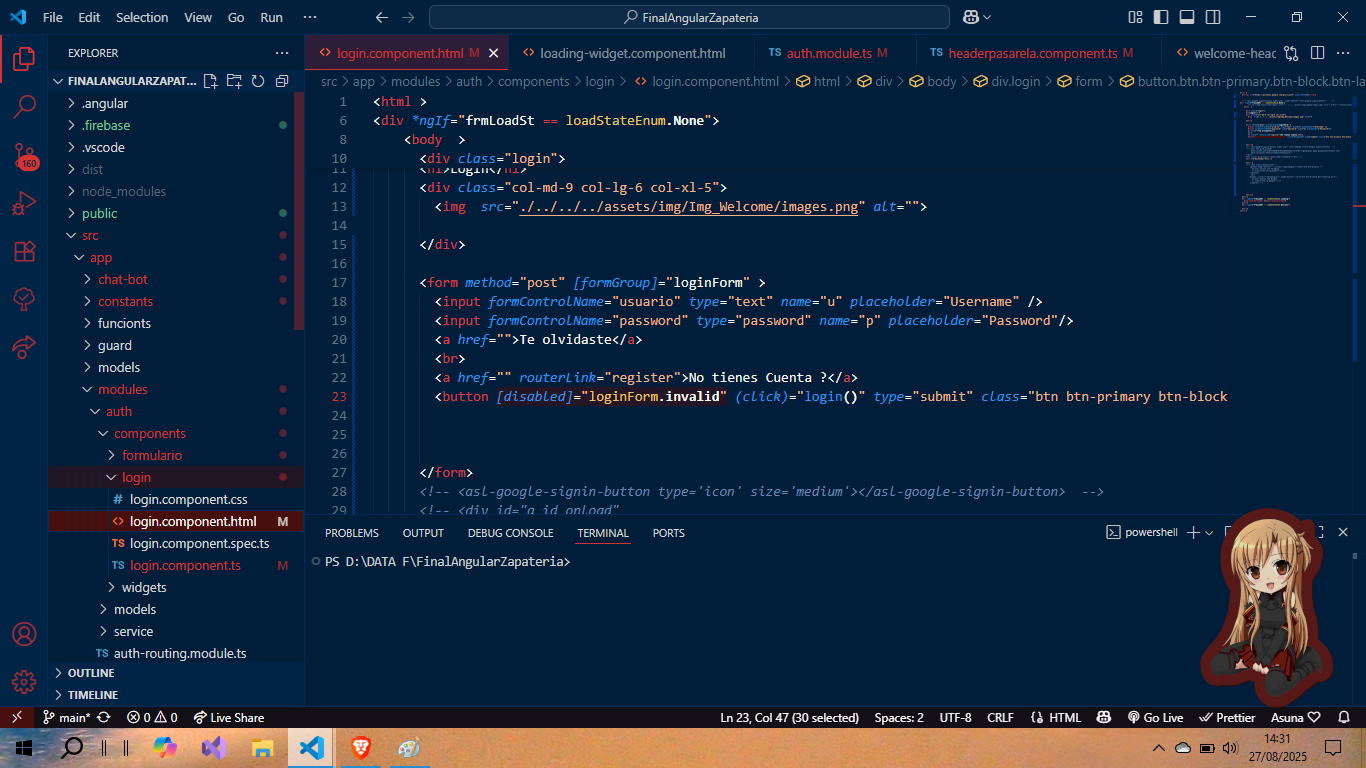 File Edit Selection View Go Run ··· FinalAngularZapateria
EXPLORER ···
FINALANGULARZAPAT...
.angular
.firebase
.vscode
dist
node_modules
public
src
app
chat-bot
constants
funcionts
guard
models
modules
auth
components
formulario
login
# login.component.css
<> login.component.html M
TS login.component.spec.ts
TS login.component.ts M
widgets
models
service
TS auth-routing.module.ts
OUTLINE
TIMELINE
160
<> login.component.html M <> loading-widget.component.html TS auth.module.ts M TS headerpasarela.component.ts M <> welcome-head ···
src > app > modules > auth > components > login > <> login.component.html > html > div > body > div.login > form > button.btn.btn-primary.btn-block.btn-la
1 <html >
6 <div *ngIf="frmLoadSt == loadStateEnum.None">
8 <body >
10 <div class="login">
11 <h1>Login</h1>
12 <div class="col-md-9 col-lg-6 col-xl-5">
13 <img src="./../../../assets/img/Img_Welcome/images.png" alt="">
14
15 </div>
16
17 <form method="post" [formGroup]="loginForm" >
18 <input formControlName="usuario" type="text" name="u" placeholder="Username" />
19 <input formControlName="password" type="password" name="p" placeholder="Password"/>
20 <a href="">Te olvidaste</a>
21 <br>
22 <a href="" routerLink="register">No tienes Cuenta ?</a>
23 <button [disabled]="loginForm.invalid" (click)="login()" type="submit" class="btn btn-primary btn-block
24
25
26
27 </form>
28 <!-- <asl-google-signin-button type='icon' size='medium'></asl-google-signin-button> -->
29 <!-- <div id="g_id_onload"
PROBLEMS OUTPUT DEBUG CONSOLE TERMINAL PORTS powershell
PS D:\DATA F\FinalAngularZapateria>
main* 0 0 Live Share Ln 23, Col 47 (30 selected) Spaces: 2 UTF-8 CRLF HTML Go Live Prettier Asuna ♡
14:31
27/08/2025